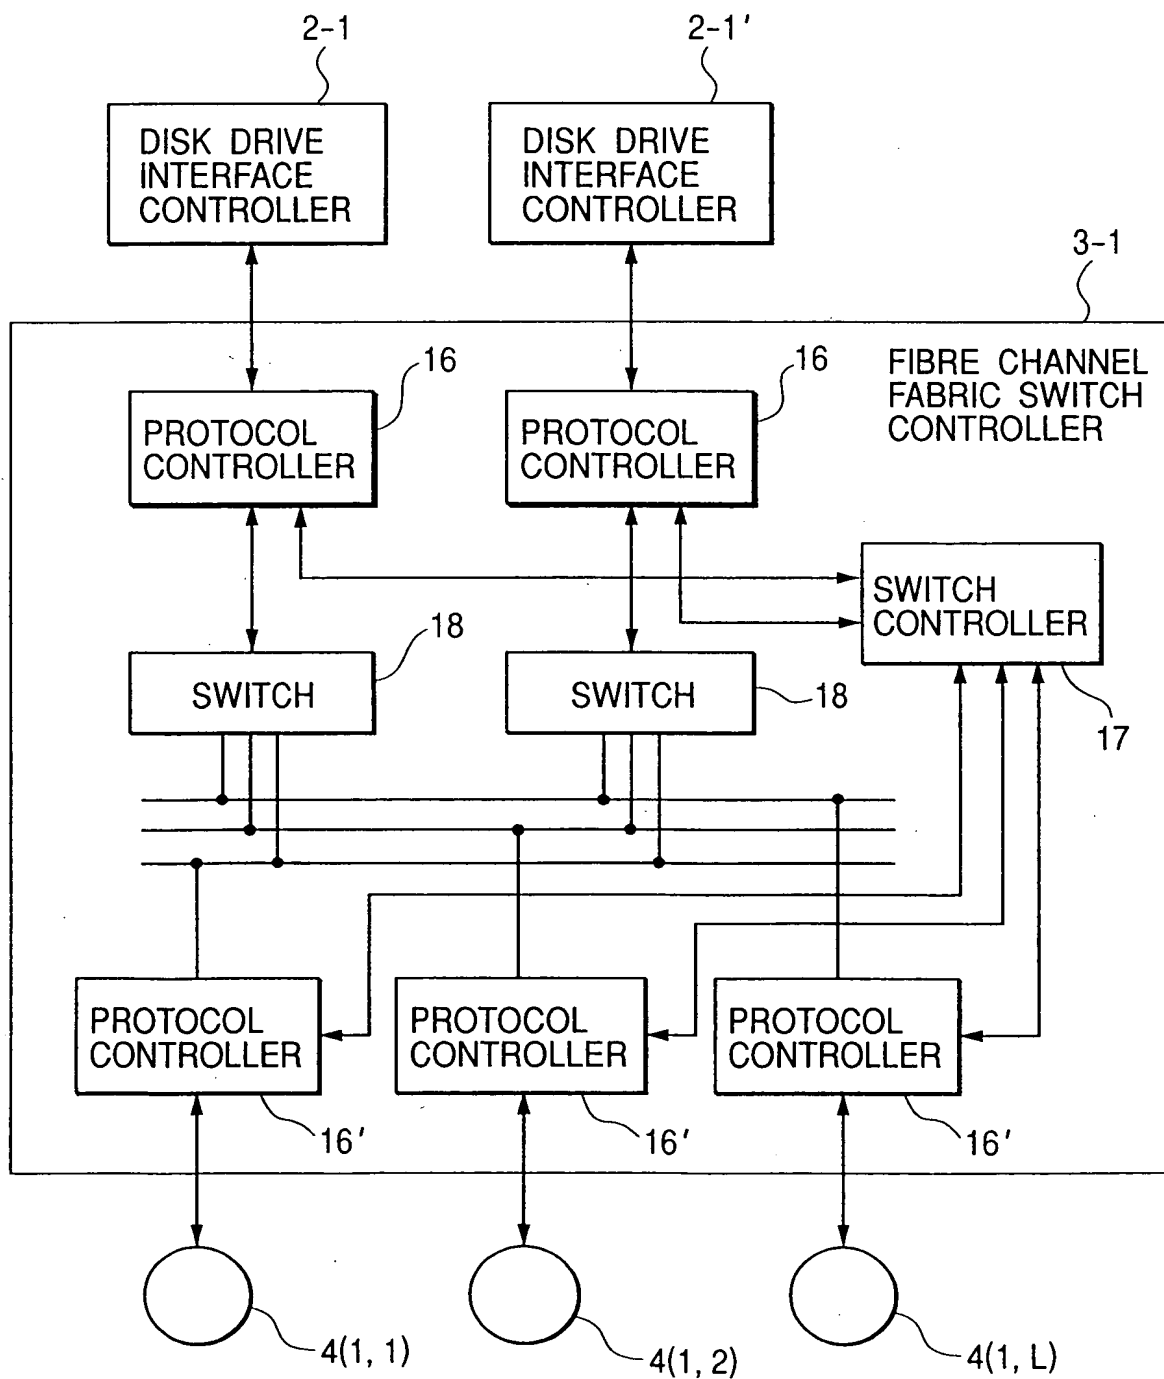 2-1
2-1'
DISK DRIVE
INTERFACE
CONTROLLER
DISK DRIVE
INTERFACE
CONTROLLER
3-1
16
16
FIBRE CHANNEL
FABRIC SWITCH
CONTROLLER
PROTOCOL
CONTROLLER
PROTOCOL
CONTROLLER
SWITCH
CONTROLLER
18
SWITCH
SWITCH
18
17
PROTOCOL
CONTROLLER
PROTOCOL
CONTROLLER
PROTOCOL
CONTROLLER
16'
16'
16'
4(1, 1)
4(1, 2)
4(1, L)